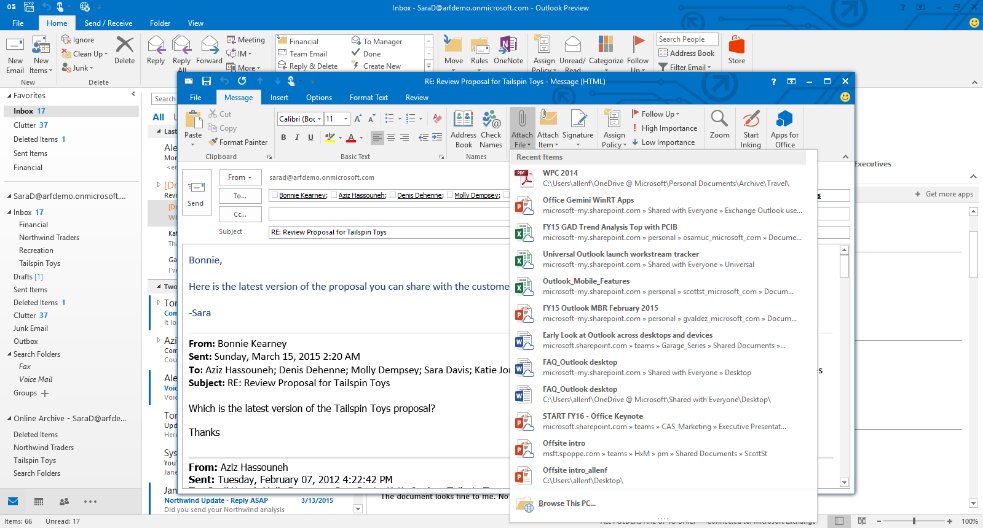 Inbox - SaraD@arfdemo.onmicrosoft.com - Outlook Preview
File Home Send / Receive Folder View
New Email
New Items
New
Ignore
Clean Up
Junk
Delete
Delete
Reply
Reply All
Forward
Meeting
IM
More
Financial
Team Email
Reply & Delete
To Manager
Done
Create New
Move
Rules
OneNote
Assign Policy
Unread/ Read
Categorize
Follow Up
Search People
Address Book
Filter Email
Store
Favorites
Inbox 17
Clutter 37
Deleted Items 1
Sent Items
Financial
SaraD@arfdemo.onmicrosoft....
Inbox 17
Financial
Northwind Traders
Recreation
Tailspin Toys
Drafts [1]
Sent Items
Deleted Items 1
Clutter 37
Junk Email
Outbox
Search Folders
Fax
Voice Mail
Groups
Online Archive - SaraD@arfde...
Deleted Items
Northwind Traders
Tailspin Toys
Search Folders
Items: 66 Unread: 17
Search
All
RE: Review Proposal for Tailspin Toys - Message (HTML)
File Message Insert Options Format Text Review
Paste
Cut
Copy
Format Painter
Clipboard
Calibri (Bo 11
B I U
Basic Text
Address Book
Check Names
Names
Attach File
Attach Item
Signature
Assign Policy
Follow Up
High Importance
Low Importance
Zoom
Start Inking
Apps for Office
Send
From sarad@arfdemo.onmicrosoft.com
To... Bonnie Kearney; Aziz Hassouneh; Denis Dehenne; Molly Dempsey;
Cc...
Subject RE: Review Proposal for Tailspin Toys
Bonnie,
Here is the latest version of the proposal you can share with the custome
-Sara
From: Bonnie Kearney
Sent: Sunday, March 15, 2015 2:20 AM
To: Aziz Hassouneh; Denis Dehenne; Molly Dempsey; Sara Davis; Katie Jor
Subject: RE: Review Proposal for Tailspin Toys
Which is the latest version of the Tailspin Toys proposal?
Thanks
From: Aziz Hassouneh
Sent: Tuesday, February 07, 2012 4:22:42 PM
Recent Items
WPC 2014
C:\Users\allenf\OneDrive @ Microsoft\Personal Documents\Archive\Travel\
Office Gemini WinRT Apps
microsoft-my.sharepoint.com » Shared with Everyone » Exchange Outlook use...
FY15 GAD Trend Analysis Top with PCIB
microsoft-my.sharepoint.com » personal » osamuc_microsoft_com » Docume...
Universal Outlook launch workstream tracker
microsoft-my.sharepoint.com » Shared with Everyone » Universal
Outlook_Mobile_Features
microsoft-my.sharepoint.com » personal » scottst_microsoft_com » Docum...
FY15 Outlook MBR February 2015
microsoft-my.sharepoint.com » personal » gvaldez_microsoft_com » Docum...
Early Look at Outlook across desktops and devices
microsoft.sharepoint.com » teams » Garage_Series » Shared Documents »...
FAQ_Outlook desktop
microsoft-my.sharepoint.com » Shared with Everyone » Desktop
FAQ_Outlook desktop
C:\Users\allenf\OneDrive @ Microsoft\Shared with Everyone\Desktop\
START FY16 - Office Keynote
microsoft.sharepoint.com » teams » CAS_Marketing » Executive Presentat...
Offsite intro
msft.spoppe.com » teams » HxM » pm » Shared Documents » ScottSt
Offsite intro_allenf
C:\Users\allenf\Desktop\
Browse This PC...
Executives
Get more apps
Northwind Update - Reply ASAP 3/13/2015
Did you send your Northwind analysis
The document looks fine to me. No
100%